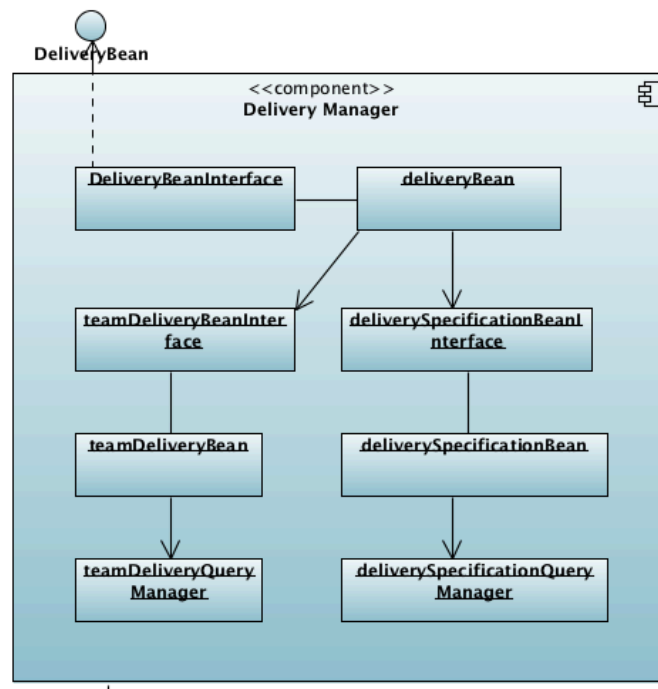 DeliveryBean
<<component>>
Delivery Manager
DeliveryBeanInterface
deliveryBean
teamDeliveryBeanInter
face
deliverySpecificationBeanI
nterface
teamDeliveryBean
deliverySpecificationBean
teamDeliveryQuery
Manager
deliverySpecificationQuery
Manager